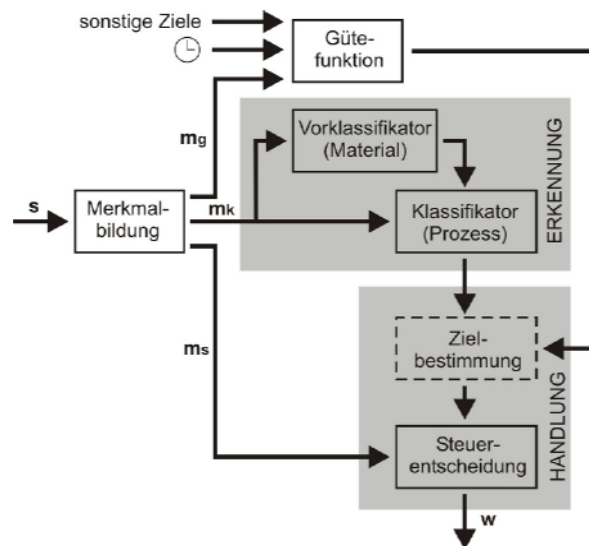 sonstige Ziele
Güte-
funktion
mg
Vorklassifikator
(Material)
ERKENNUNG
s
Merkmal-
bildung
mk
Klassifikator
(Prozess)
ms
Ziel-
bestimmung
HANDLUNG
Steuer-
entscheidung
w